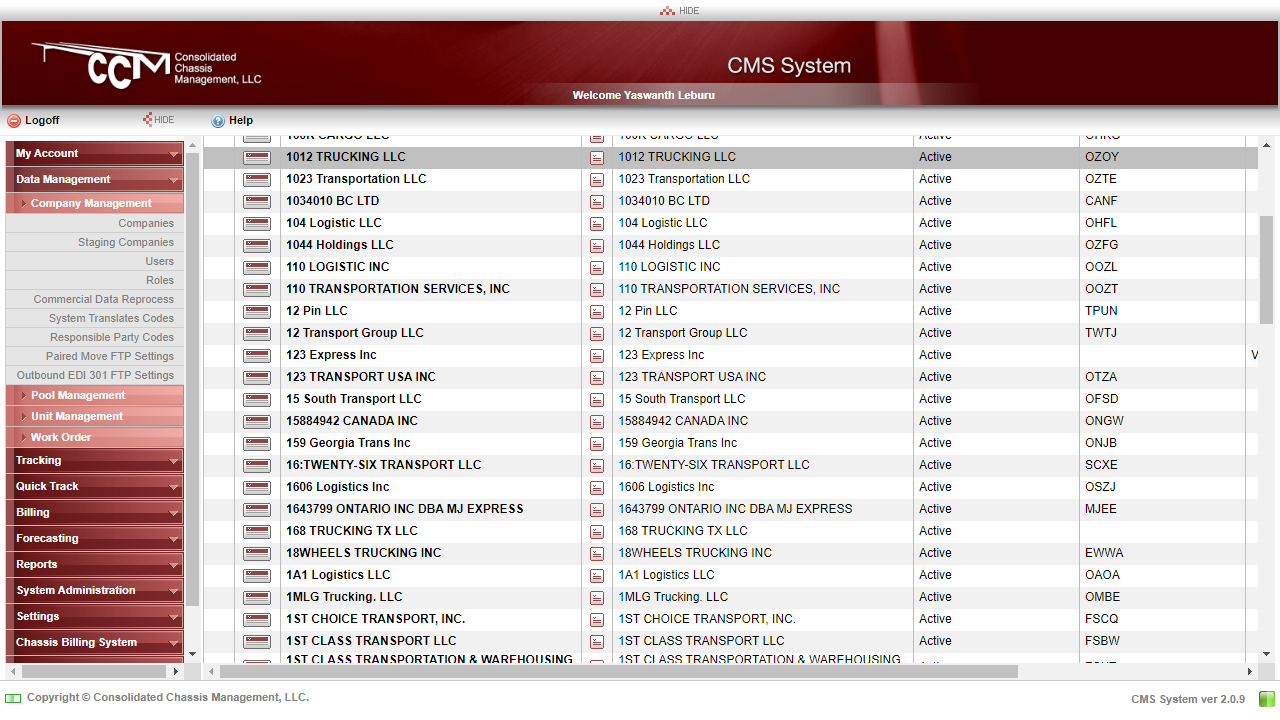 HIDE
CCM
Consolidated
Chassis
Management, LLC
CMS System
Welcome Yaswanth Leburu
Logoff
HIDE
Help
My Account
Data Management
Company Management
Companies
Staging Companies
Users
Roles
Commercial Data Reprocess
System Translates Codes
Responsible Party Codes
Paired Move FTP Settings
Outbound EDI 301 FTP Settings
Pool Management
Unit Management
Work Order
Tracking
Quick Track
Billing
Forecasting
Reports
System Administration
Settings
Chassis Billing System
1012 TRUCKING LLC 1012 TRUCKING LLC Active OZOY
1023 Transportation LLC 1023 Transportation LLC Active OZTE
1034010 BC LTD 1034010 BC LTD Active CANF
104 Logistic LLC 104 Logistic LLC Active OHFL
1044 Holdings LLC 1044 Holdings LLC Active OZFG
110 LOGISTIC INC 110 LOGISTIC INC Active OOZL
110 TRANSPORTATION SERVICES, INC 110 TRANSPORTATION SERVICES, INC Active OOZT
12 Pin LLC 12 Pin LLC Active TPUN
12 Transport Group LLC 12 Transport Group LLC Active TWTJ
123 Express Inc 123 Express Inc Active V
123 TRANSPORT USA INC 123 TRANSPORT USA INC Active OTZA
15 South Transport LLC 15 South Transport LLC Active OFSD
15884942 CANADA INC 15884942 CANADA INC Active ONGW
159 Georgia Trans Inc 159 Georgia Trans Inc Active ONJB
16:TWENTY-SIX TRANSPORT LLC 16:TWENTY-SIX TRANSPORT LLC Active SCXE
1606 Logistics Inc 1606 Logistics Inc Active OSZJ
1643799 ONTARIO INC DBA MJ EXPRESS 1643799 ONTARIO INC DBA MJ EXPRESS Active MJEE
168 TRUCKING TX LLC 168 TRUCKING TX LLC Active
18WHEELS TRUCKING INC 18WHEELS TRUCKING INC Active EWWA
1A1 Logistics LLC 1A1 Logistics LLC Active OAOA
1MLG Trucking. LLC 1MLG Trucking. LLC Active OMBE
1ST CHOICE TRANSPORT, INC. 1ST CHOICE TRANSPORT, INC. Active FSCQ
1ST CLASS TRANSPORT LLC 1ST CLASS TRANSPORT LLC Active FSBW
1ST CLASS TRANSPORTATION & WAREHOUSING 1ST CLASS TRANSPORTATION & WAREHOUSING
Copyright © Consolidated Chassis Management, LLC.
CMS System ver 2.0.9